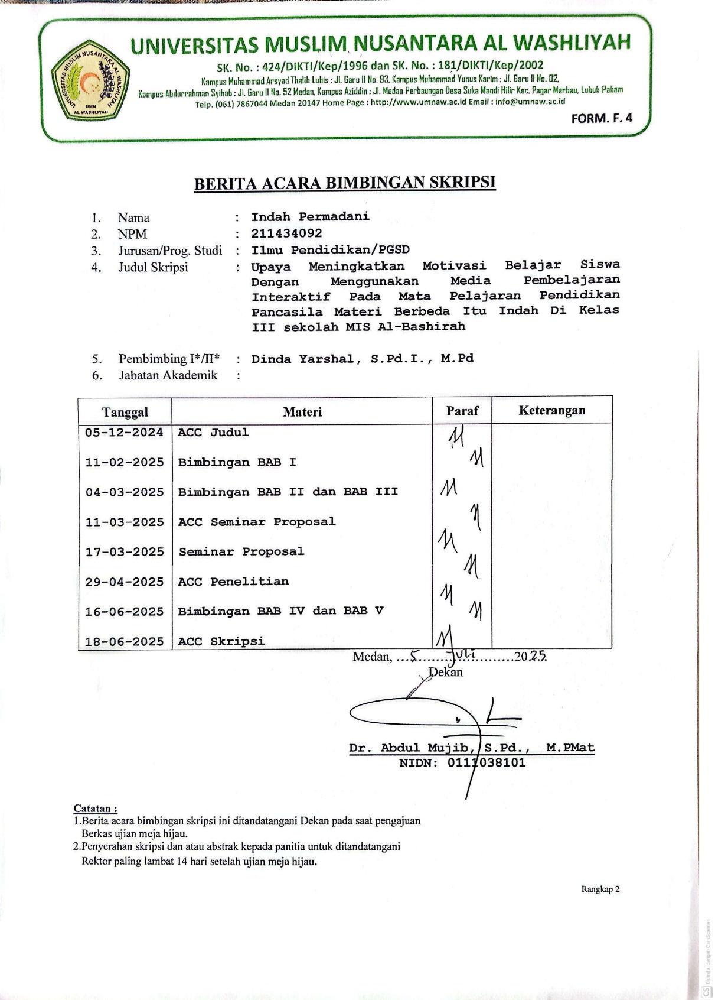 UNIVERSITAS MUSLIM NUSANTARA AL WASHLIYAH
SK. No. : 424/DIKTI/Kep/1996 dan SK. No. : 181/DIKTI/Kep/2002
Kampus Muhammad Arsyad Thalib Lubis : Jl. Garu II No. 93, Kampus Muhammad Yunus Karim : Jl. Garu II No. 02,
Kampus Abdurrahman Syihab : Jl. Garu II No. 52 Medan, Kampus Aziddin : Jl. Medan Perbaungan Desa Suka Mandi Hilir Kec. Pagar Merbau, Lubuk Pakam
Telp. (061) 7867044 Medan 20147 Home Page : http://www.umnaw.ac.id Email : info@umnaw.ac.id
UNIVERSITAS MUSLIM NUSANTARA AL WASHLIYAH
UMN
AL WASHLIYAH
FORM. F. 4
BERITA ACARA BIMBINGAN SKRIPSI
1. Nama : Indah Permadani
2. NPM : 211434092
3. Jurusan/Prog. Studi : Ilmu Pendidikan/PGSD
4. Judul Skripsi : Upaya Meningkatkan Motivasi Belajar Siswa
Dengan Menggunakan Media Pembelajaran
Interaktif Pada Mata Pelajaran Pendidikan
Pancasila Materi Berbeda Itu Indah Di Kelas
III sekolah MIS Al-Bashirah
5. Pembimbing I*/II* : Dinda Yarshal, S.Pd.I., M.Pd
6. Jabatan Akademik :
Tanggal Materi Paraf Keterangan
05-12-2024 ACC Judul
11-02-2025 Bimbingan BAB I
04-03-2025 Bimbingan BAB II dan BAB III
11-03-2025 ACC Seminar Proposal
17-03-2025 Seminar Proposal
29-04-2025 ACC Penelitian
16-06-2025 Bimbingan BAB IV dan BAB V
18-06-2025 ACC Skripsi
Medan, ...5........Juli...........2025
Dekan
Dr. Abdul Mujib, S.Pd., M.PMat
NIDN: 0111038101
Catatan :
1.Berita acara bimbingan skripsi ini ditandatangani Dekan pada saat pengajuan
Berkas ujian meja hijau.
2.Penyerahan skripsi dan atau abstrak kepada panitia untuk ditandatangani
Rektor paling lambat 14 hari setelah ujian meja hijau.
Rangkap 2
CS Dipindai dengan CamScanner